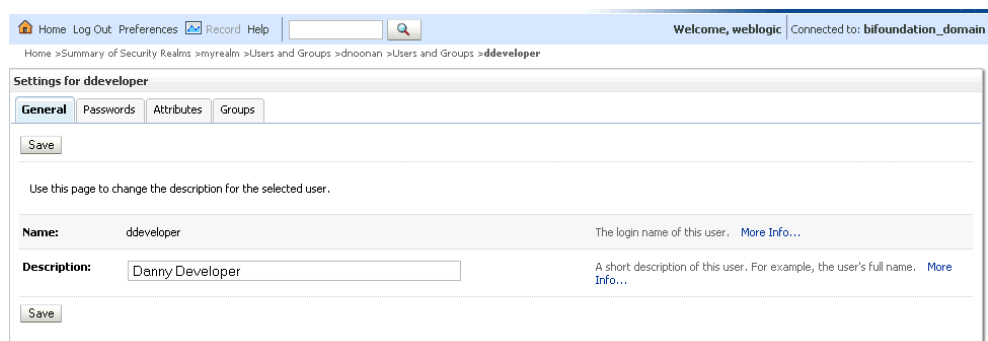 Home Log Out Preferences Record Help Welcome, weblogic Connected to: bifoundation_domain
Home >Summary of Security Realms >myrealm >Users and Groups >dnoonan >Users and Groups >ddeveloper
Settings for ddeveloper
General Passwords Attributes Groups
Save
Use this page to change the description for the selected user.
Name: ddeveloper The login name of this user. More Info...
Description: Danny Developer A short description of this user. For example, the user's full name. More
Info...
Save